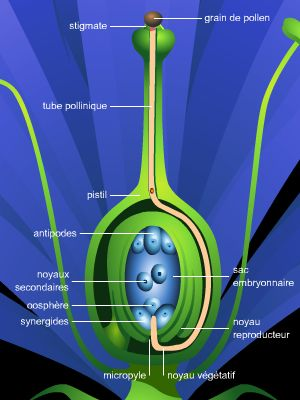 grain de pollen
stigmate
tube pollinique
pistil
antipodes
noyaux
secondaires
sac
embryonnaire
oosphère
synergides
noyau
reproducteur
micropyle
noyau végétatif